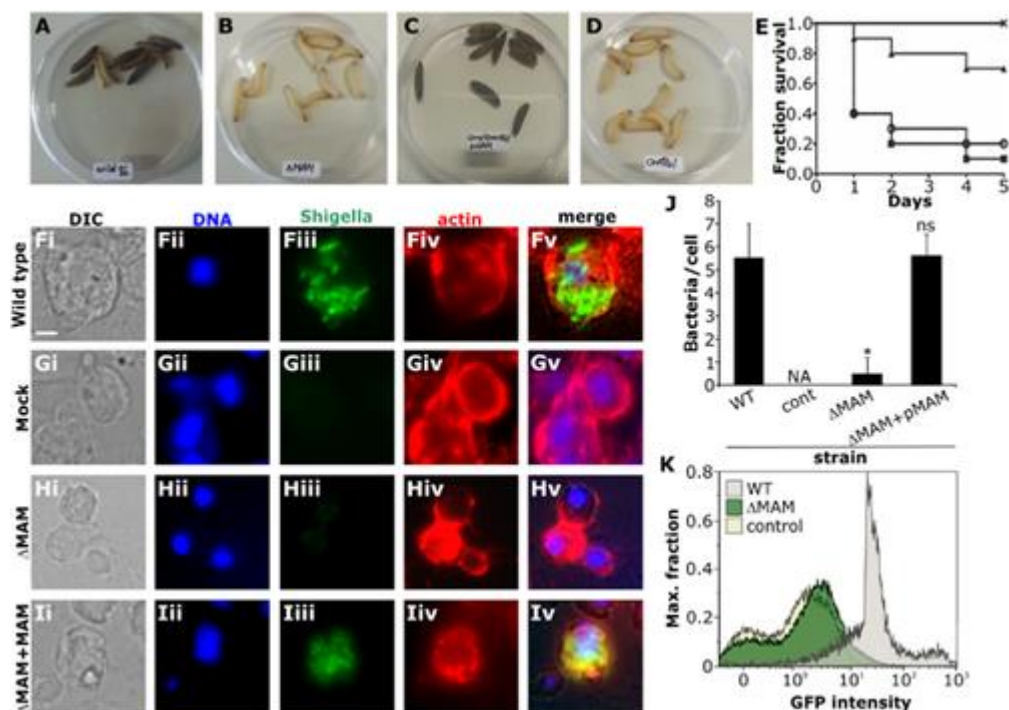 A
B
C
D
E
ΔMAM
Fraction survival
1.0
0.8
0.6
0.4
0.2
0.0
0 1 2 3 4 5
Days
DIC DNA Shigella actin merge
Wild type
Fi Fii Fiii Fiv Fv
Mock
Gi Gii Giii Giv Gv
ΔMAM
Hi Hii Hiii Hiv Hv
ΔMAM+MAM
Ii Iii Iiii Iiv Iv
J
Bacteria/cell
8
7
6
5
4
3
2
1
0
NA
*
ns
WT cont ΔMAM ΔMAM+pMAM
strain
K
WT
ΔMAM
control
Max. fraction
0.8
0.6
0.4
0.2
0
0 10⁰ 10¹ 10² 10³
GFP intensity